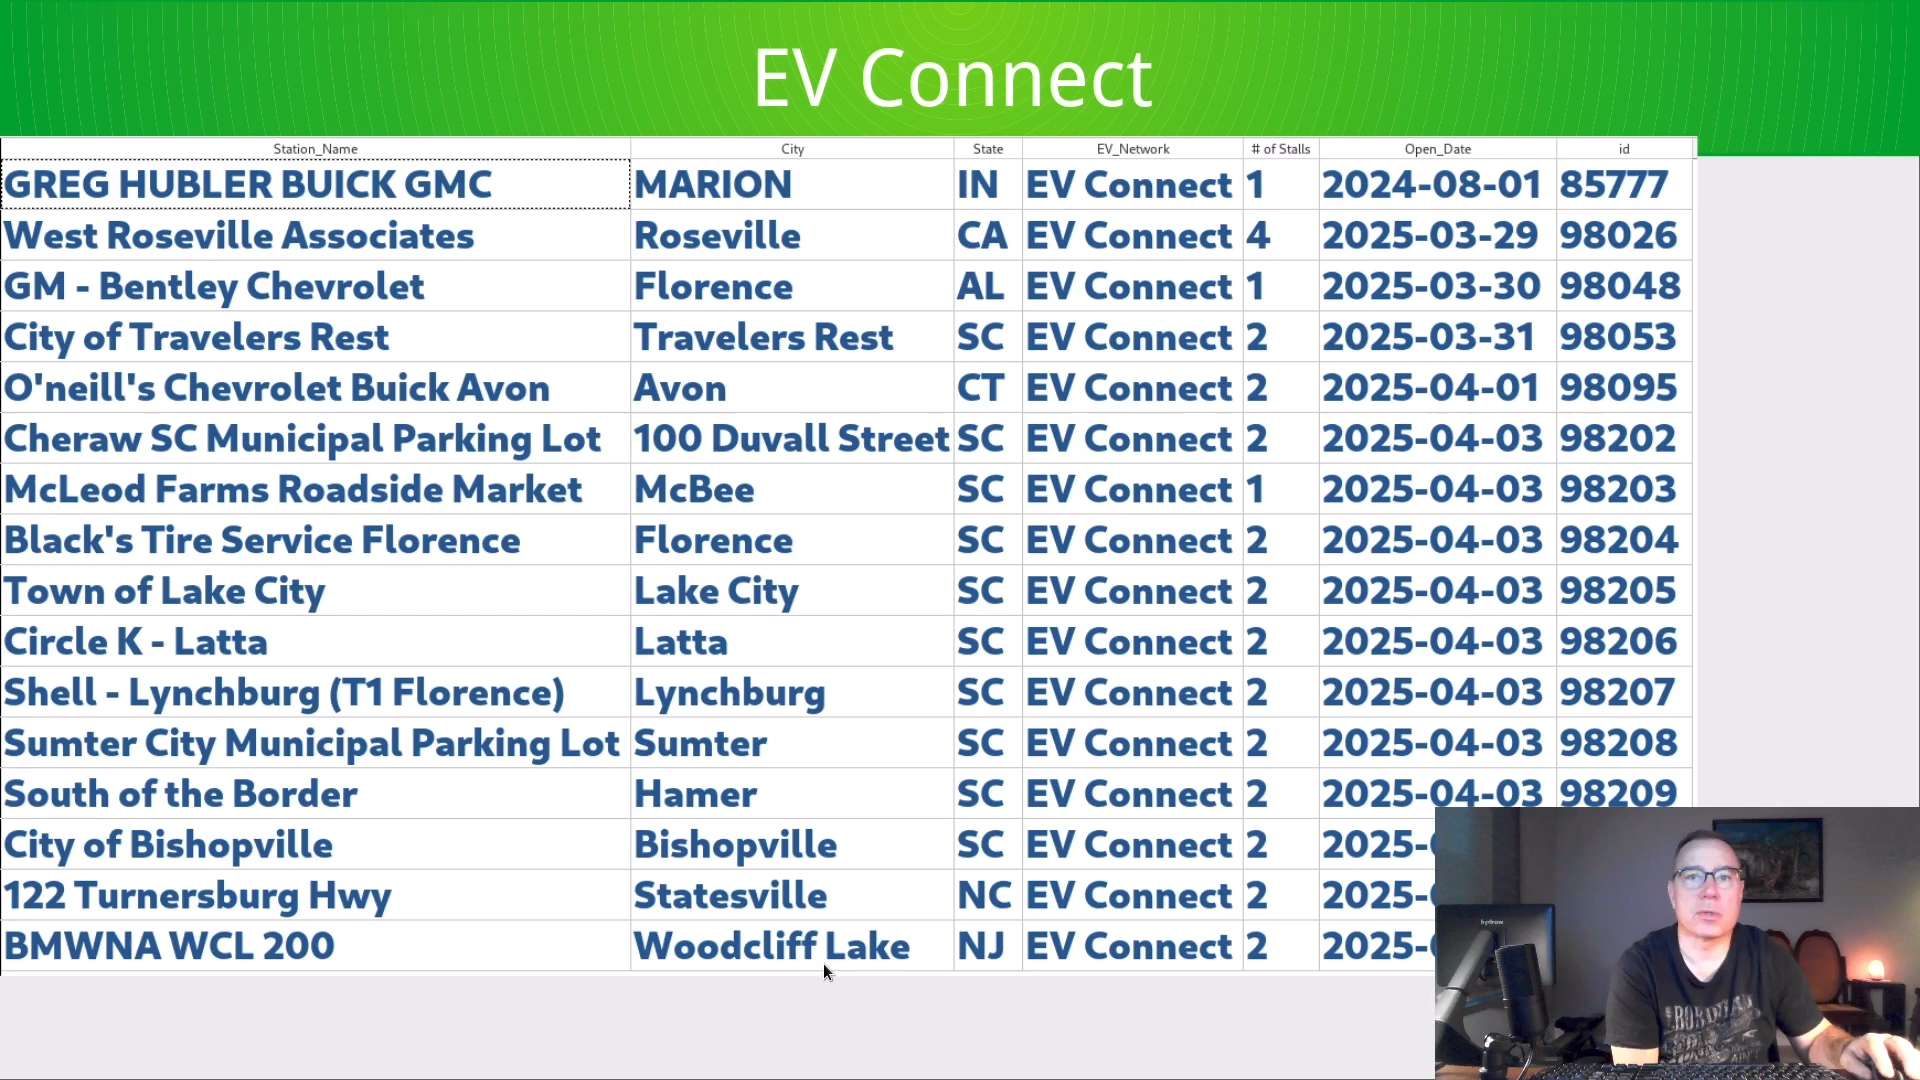 EV Connect
Station_Name City State EV_Network # of Stalls Open_Date id
GREG HUBLER BUICK GMC MARION IN EV Connect 1 2024-08-01 85777
West Roseville Associates Roseville CA EV Connect 4 2025-03-29 98026
GM - Bentley Chevrolet Florence AL EV Connect 1 2025-03-30 98048
City of Travelers Rest Travelers Rest SC EV Connect 2 2025-03-31 98053
O'neill's Chevrolet Buick Avon Avon CT EV Connect 2 2025-04-01 98095
Cheraw SC Municipal Parking Lot 100 Duvall Street SC EV Connect 2 2025-04-03 98202
McLeod Farms Roadside Market McBee SC EV Connect 1 2025-04-03 98203
Black's Tire Service Florence Florence SC EV Connect 2 2025-04-03 98204
Town of Lake City Lake City SC EV Connect 2 2025-04-03 98205
Circle K - Latta Latta SC EV Connect 2 2025-04-03 98206
Shell - Lynchburg (T1 Florence) Lynchburg SC EV Connect 2 2025-04-03 98207
Sumter City Municipal Parking Lot Sumter SC EV Connect 2 2025-04-03 98208
South of the Border Hamer SC EV Connect 2 2025-04-03 98209
City of Bishopville Bishopville SC EV Connect 2 2025-
122 Turnersburg Hwy Statesville NC EV Connect 2 2025-
BMWNA WCL 200 Woodcliff Lake NJ EV Connect 2 2025-